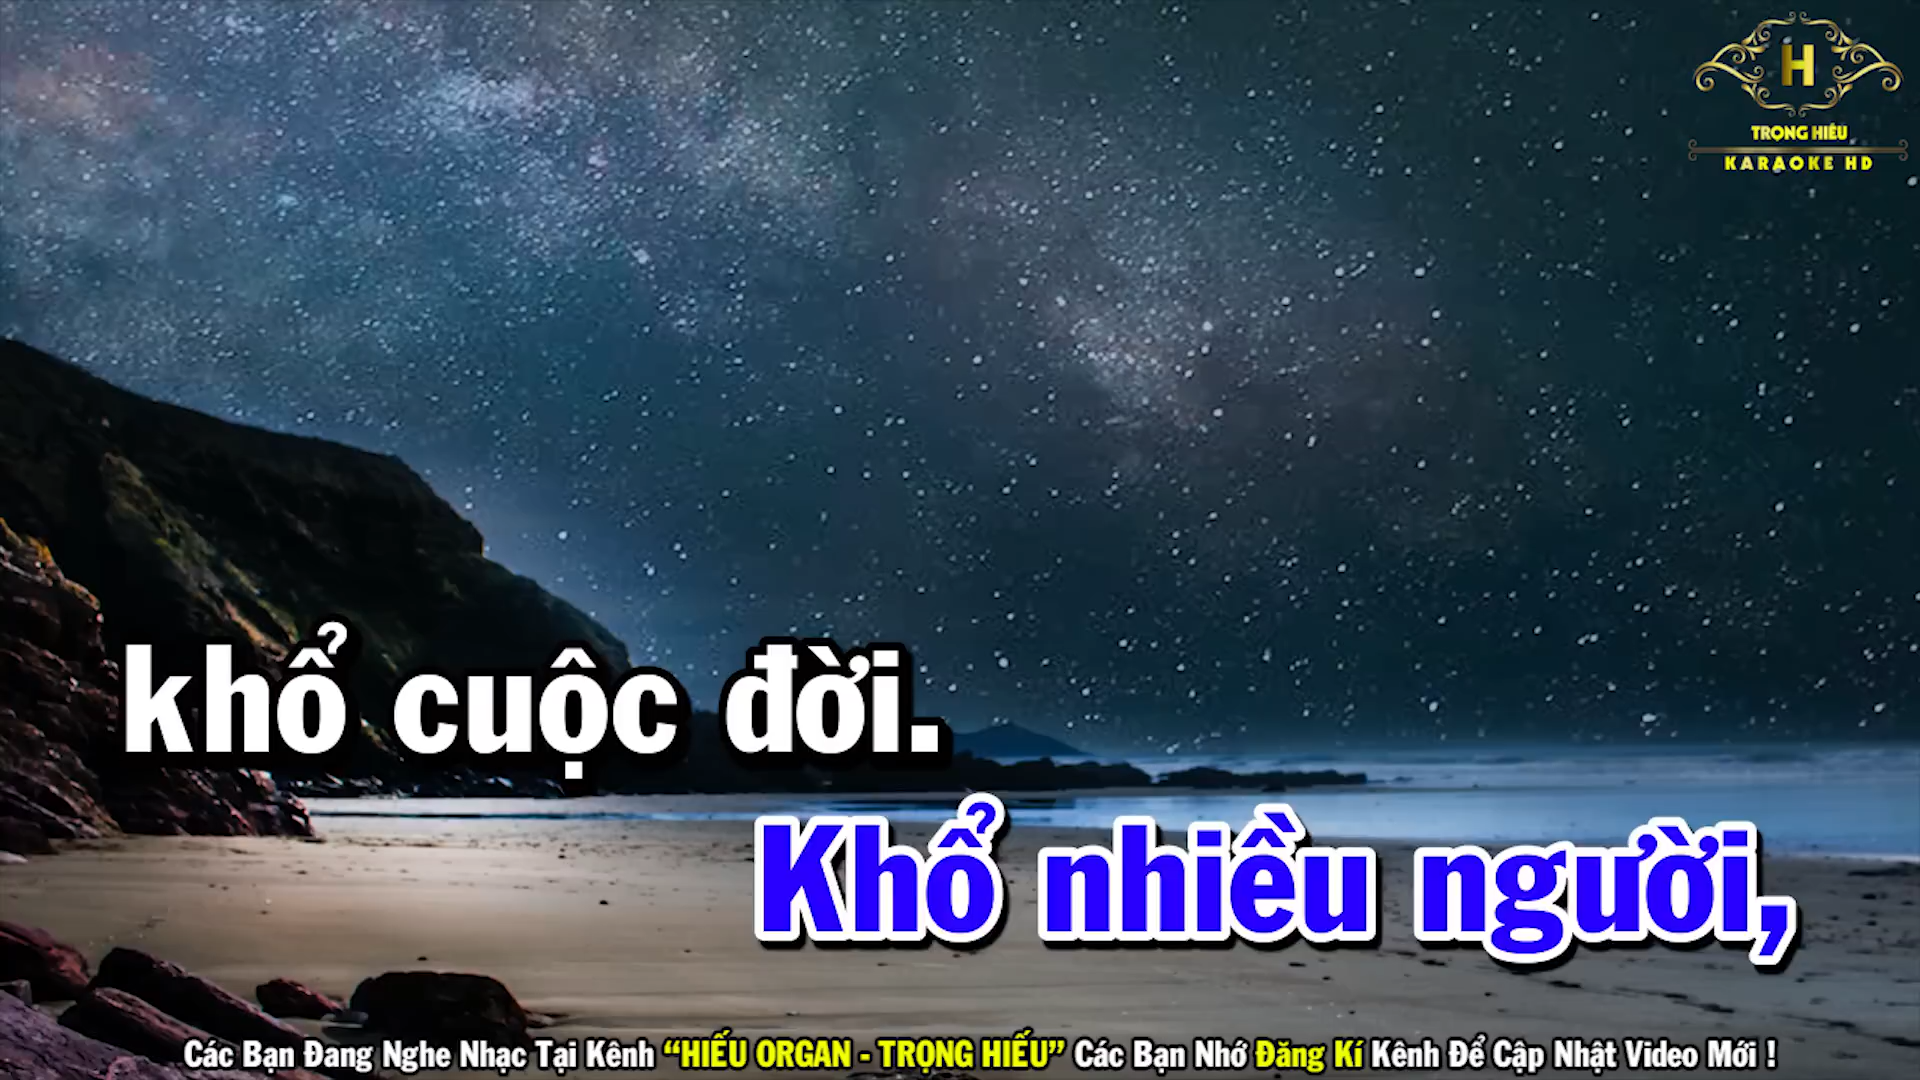 H
TRỌNG HIẾU
KARAOKE HD
khổ cuộc đời.
Khổ nhiều người,
Các Bạn Đang Nghe Nhạc Tại Kênh “HIẾU ORGAN - TRỌNG HIẾU” Các Bạn Nhớ Đăng Kí Kênh Để Cập Nhật Video Mới !